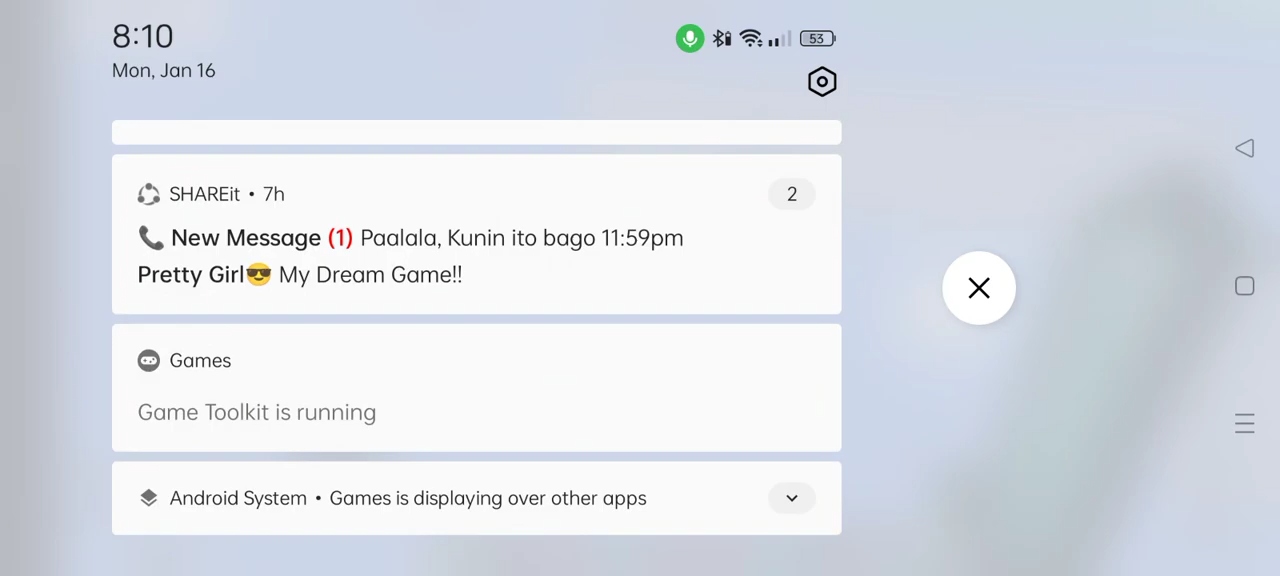 8:10
53
Mon, Jan 16
SHAREit • 7h
2
📞 New Message (1) Paalala, Kunin ito bago 11:59pm
Pretty Girl😎 My Dream Game!!
Games
Game Toolkit is running
Android System • Games is displaying over other apps